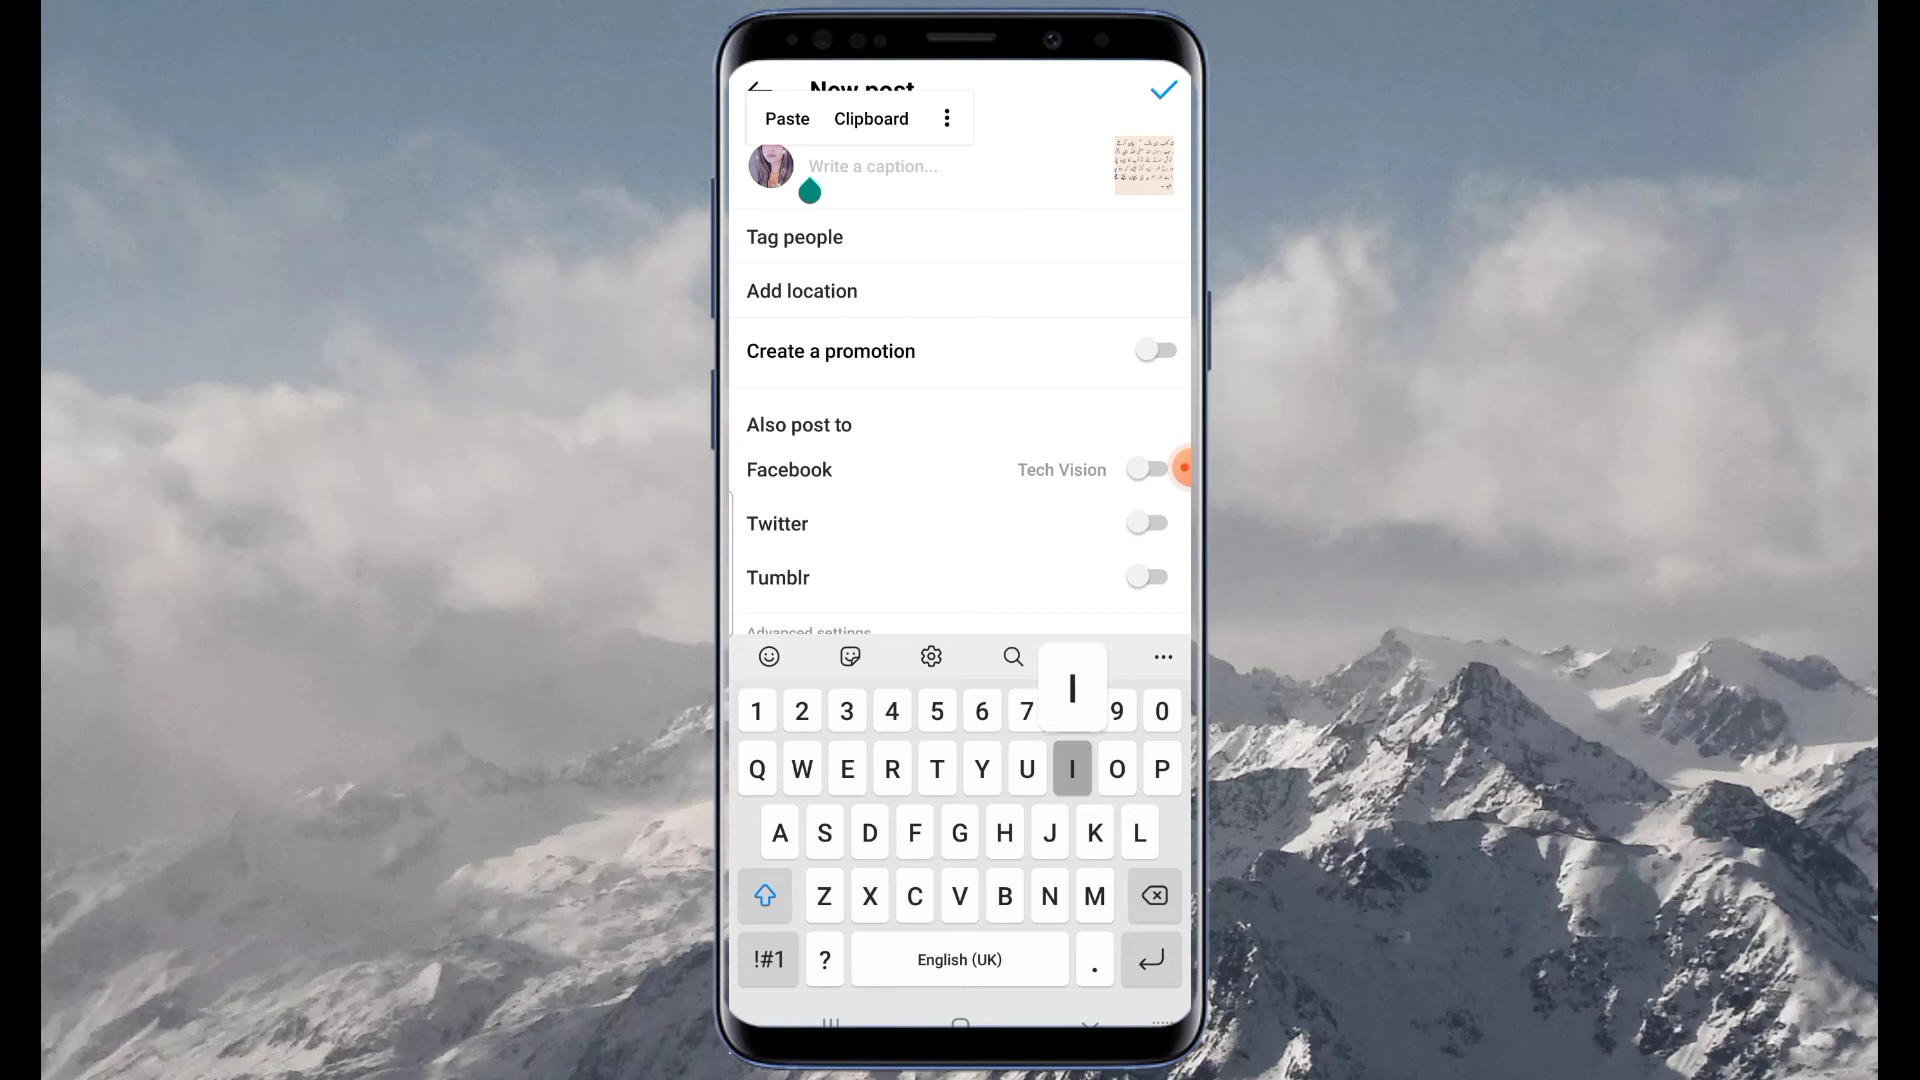 New post
Paste Clipboard
Write a caption...
Tag people
Add location
Create a promotion
Also post to
Facebook Tech Vision
Twitter
Tumblr
Advanced settings
I
1 2 3 4 5 6 7 9 0
Q W E R T Y U I O P
A S D F G H J K L
Z X C V B N M
!#1 ? English (UK) .